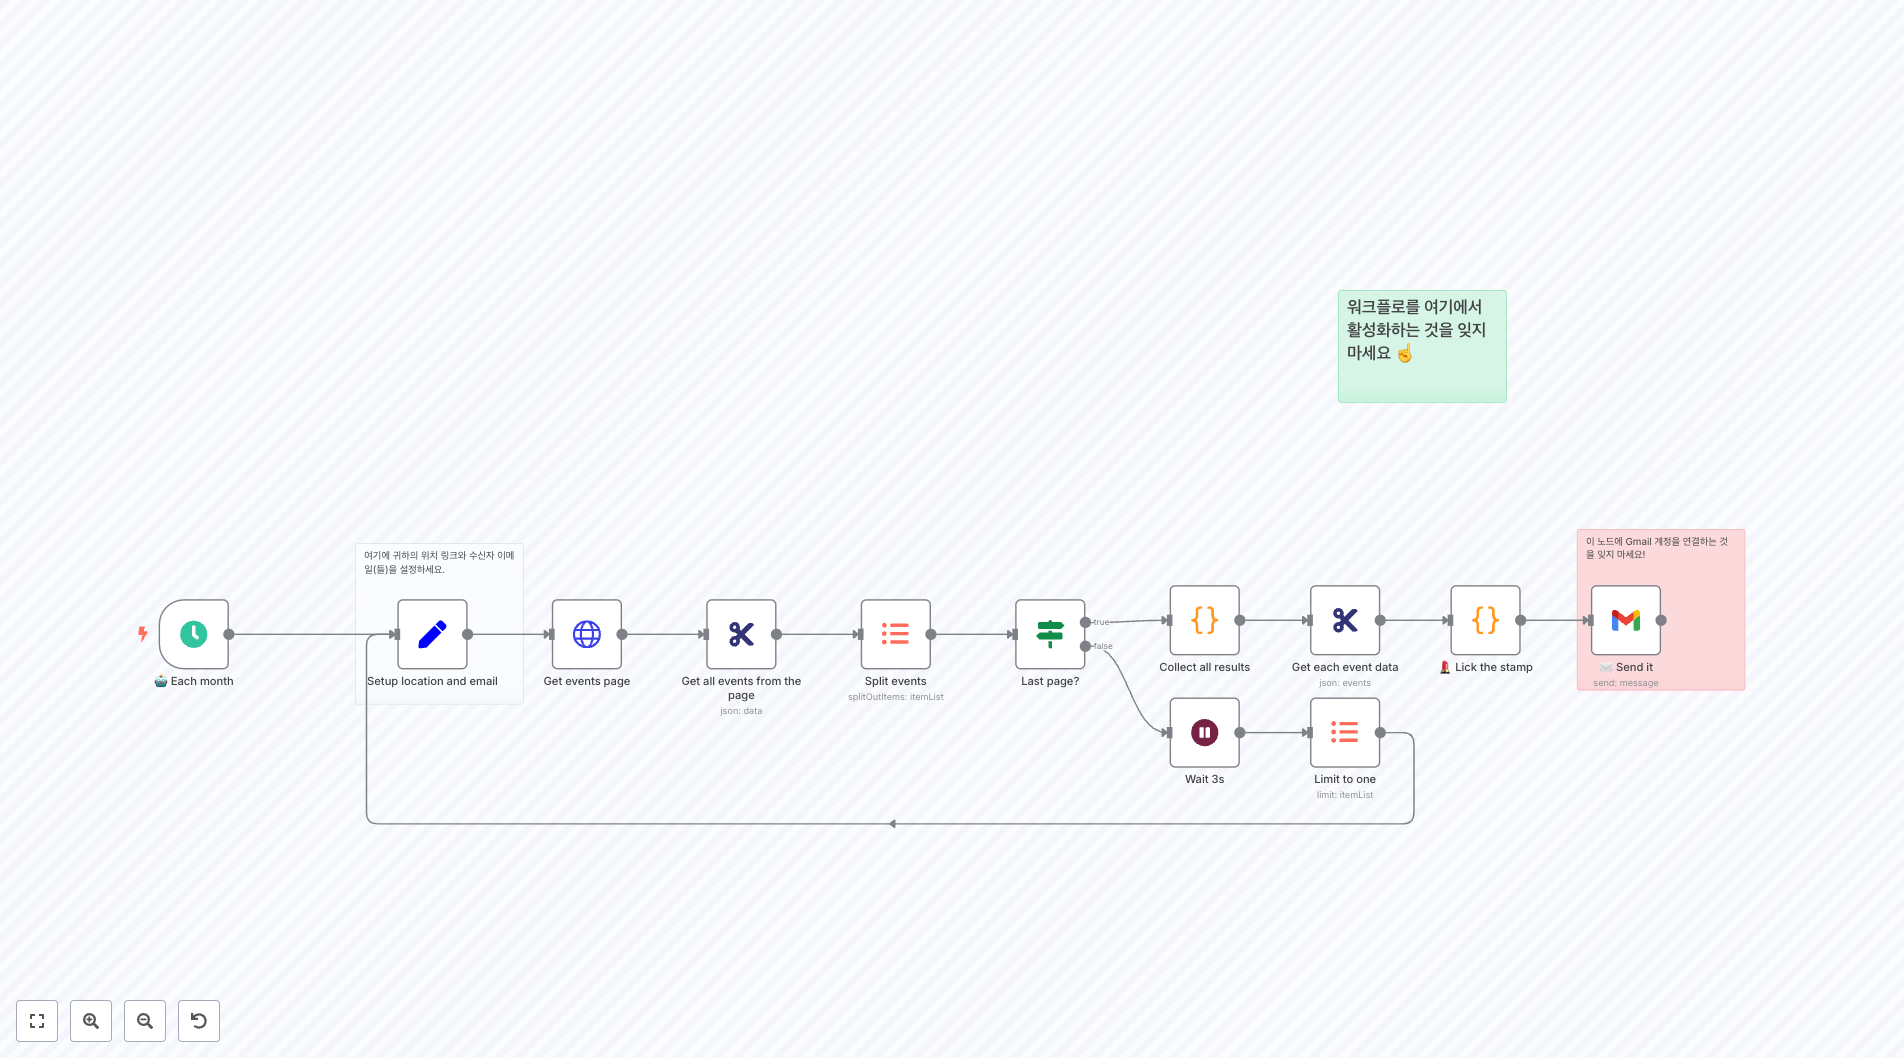 워크플로를 여기에서
활성화하는 것을 잊지
마세요 ☝️
여기에 귀하의 위치 링크와 수신자 이메
일(들)을 설정하세요.
이 노드에 Gmail 계정을 연결하는 것
을 잊지 마세요!
🤖 Each month
Setup location and email
Get events page
Get all events from the
page
json: data
Split events
splitOutItems: itemList
Last page?
true
false
Collect all results
Get each event data
json: events
💄 Lick the stamp
✉️ Send it
send: message
Wait 3s
Limit to one
limit: itemList